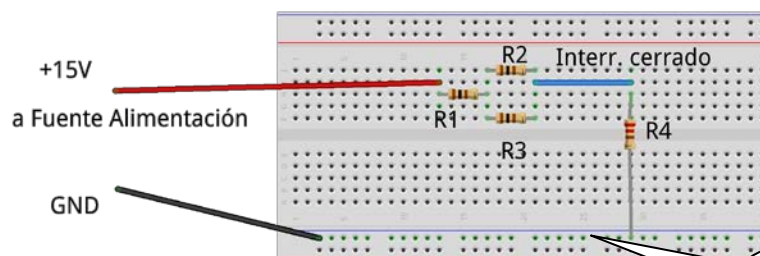 R2
Interr. cerrado
+15V
a Fuente Alimentación
R1
R4
R3
GND